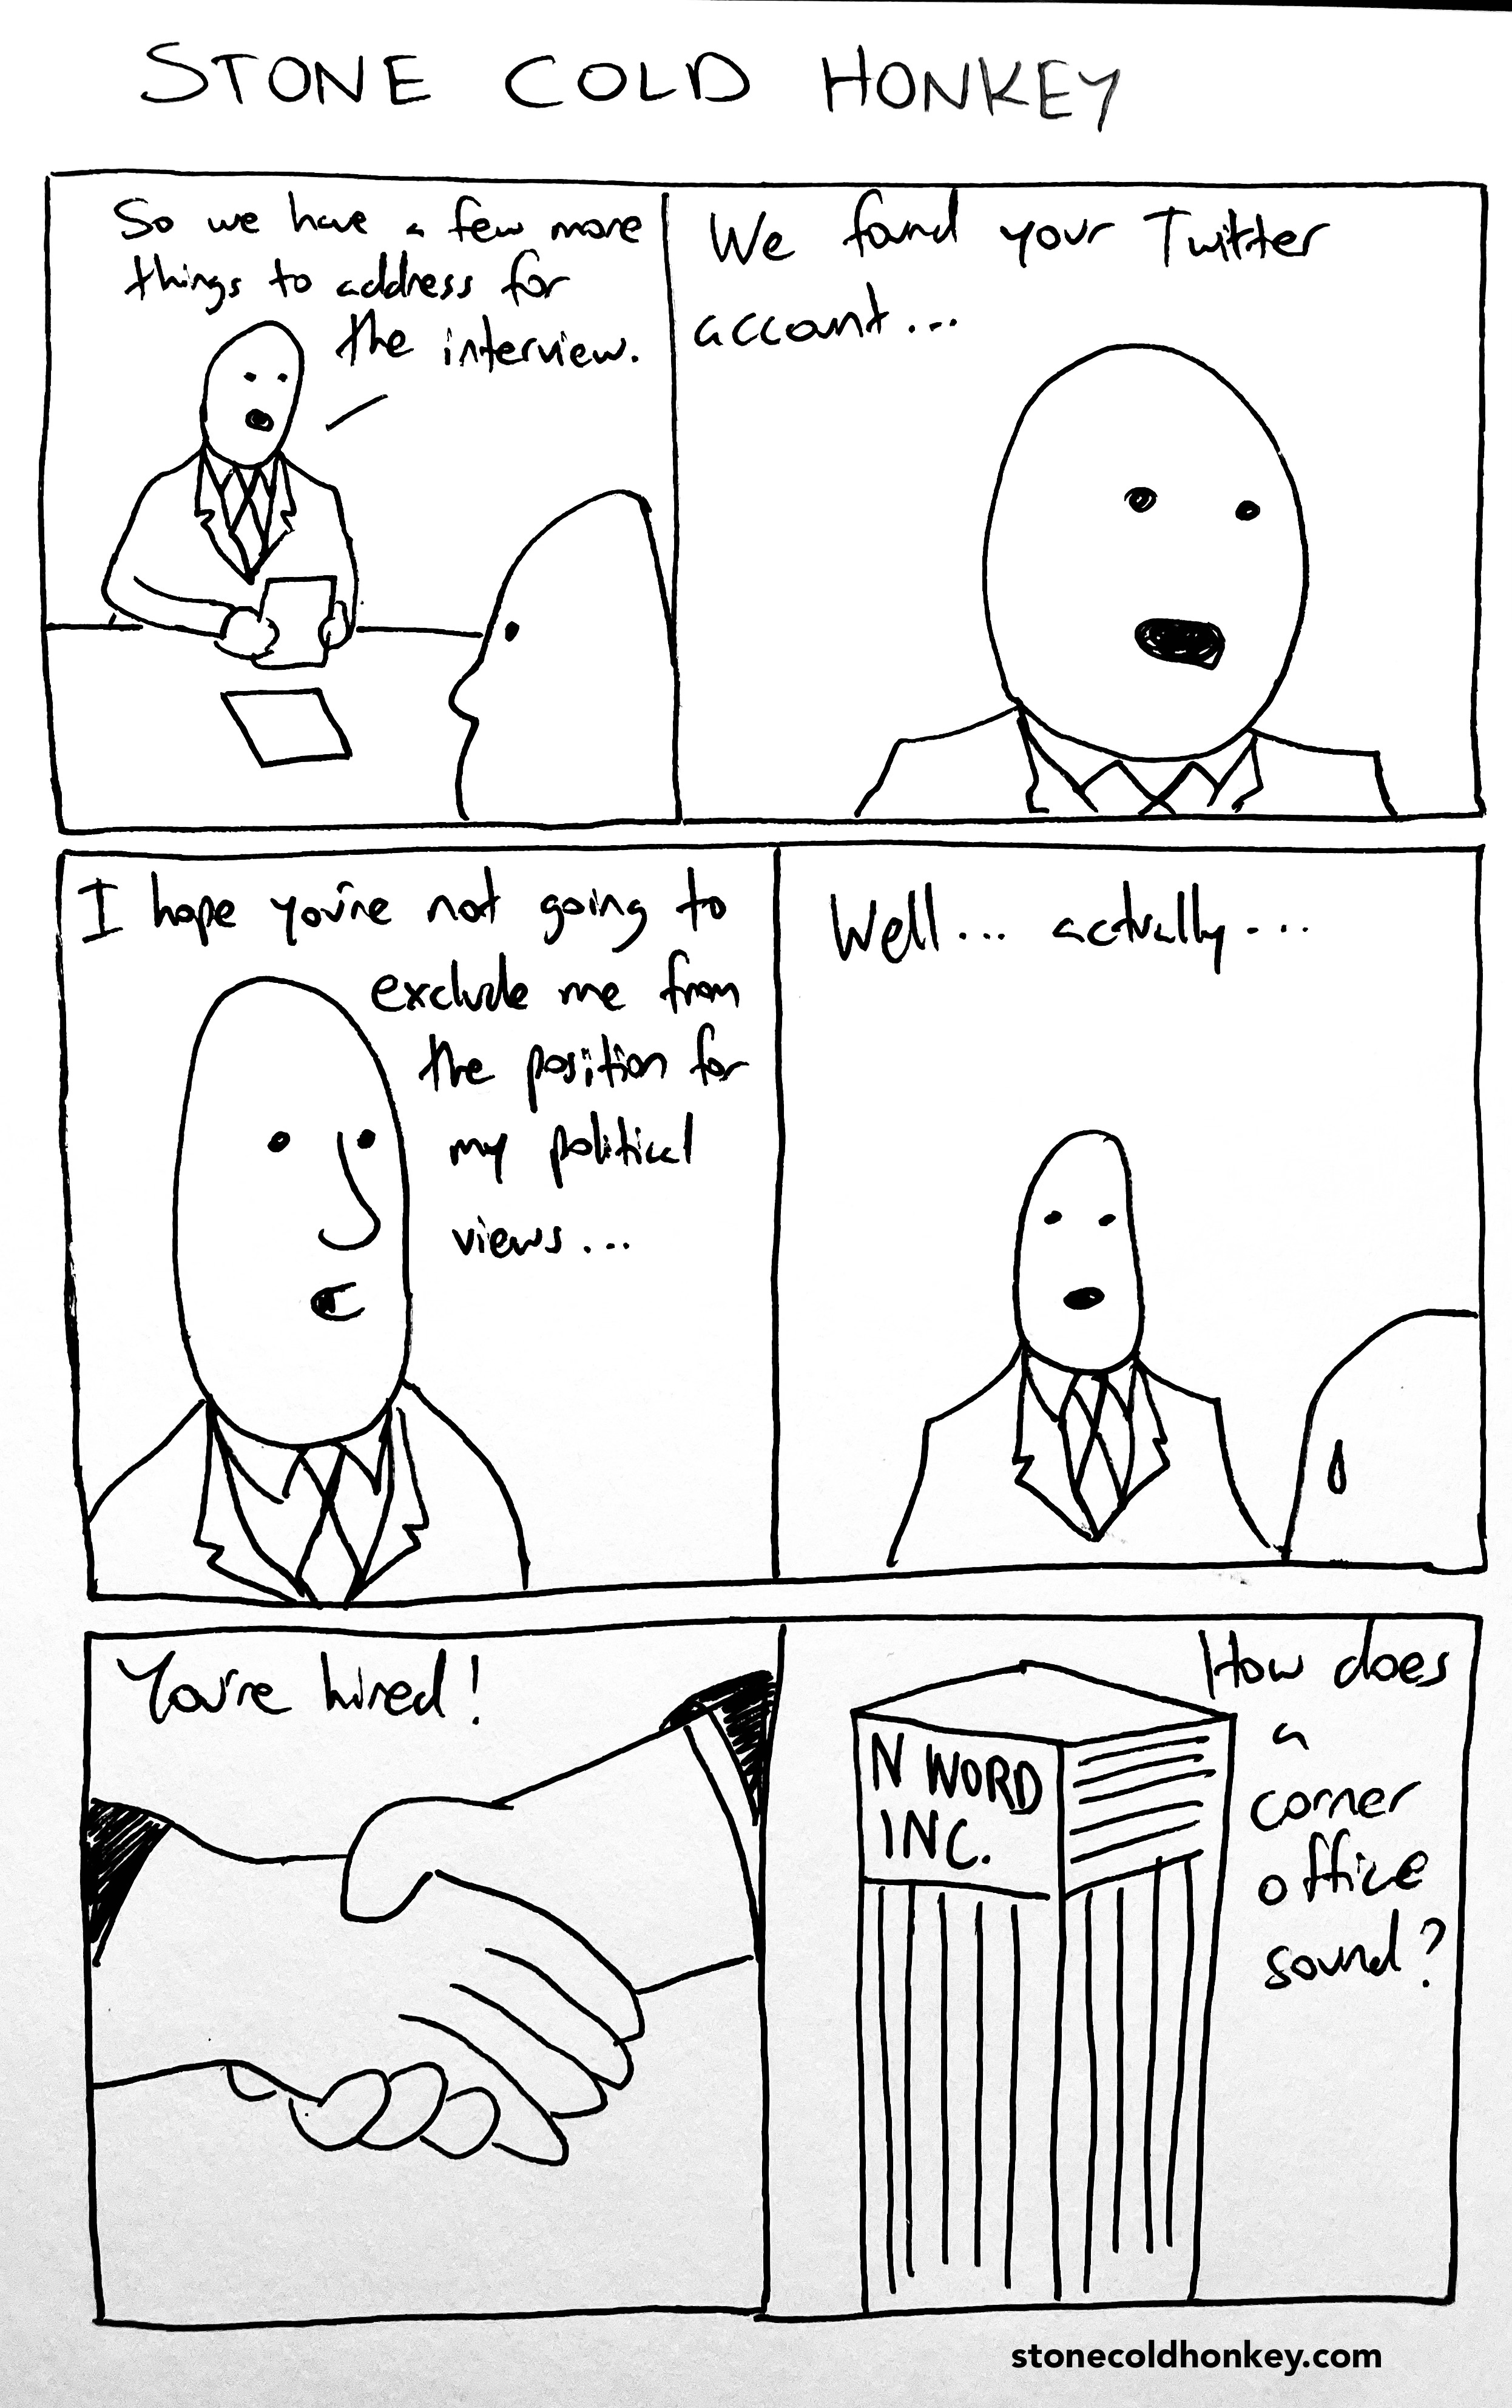 STONE COLD HONKEY
So we have a few more
things to address for
the interview.
We found your Twitter
account...
I hope you're not going to
exclude me from
the position for
my political
views...
Well... actually...
You're hired!
N WORD
INC.
How does
a
corner
office
sound?
stonecoldhonkey.com